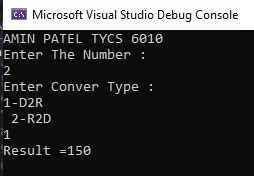 Microsoft Visual Studio Debug Console
AMIN PATEL TYCS 6010
Enter The Number :
2
Enter Conver Type :
1-D2R
 2-R2D
1
Result =150